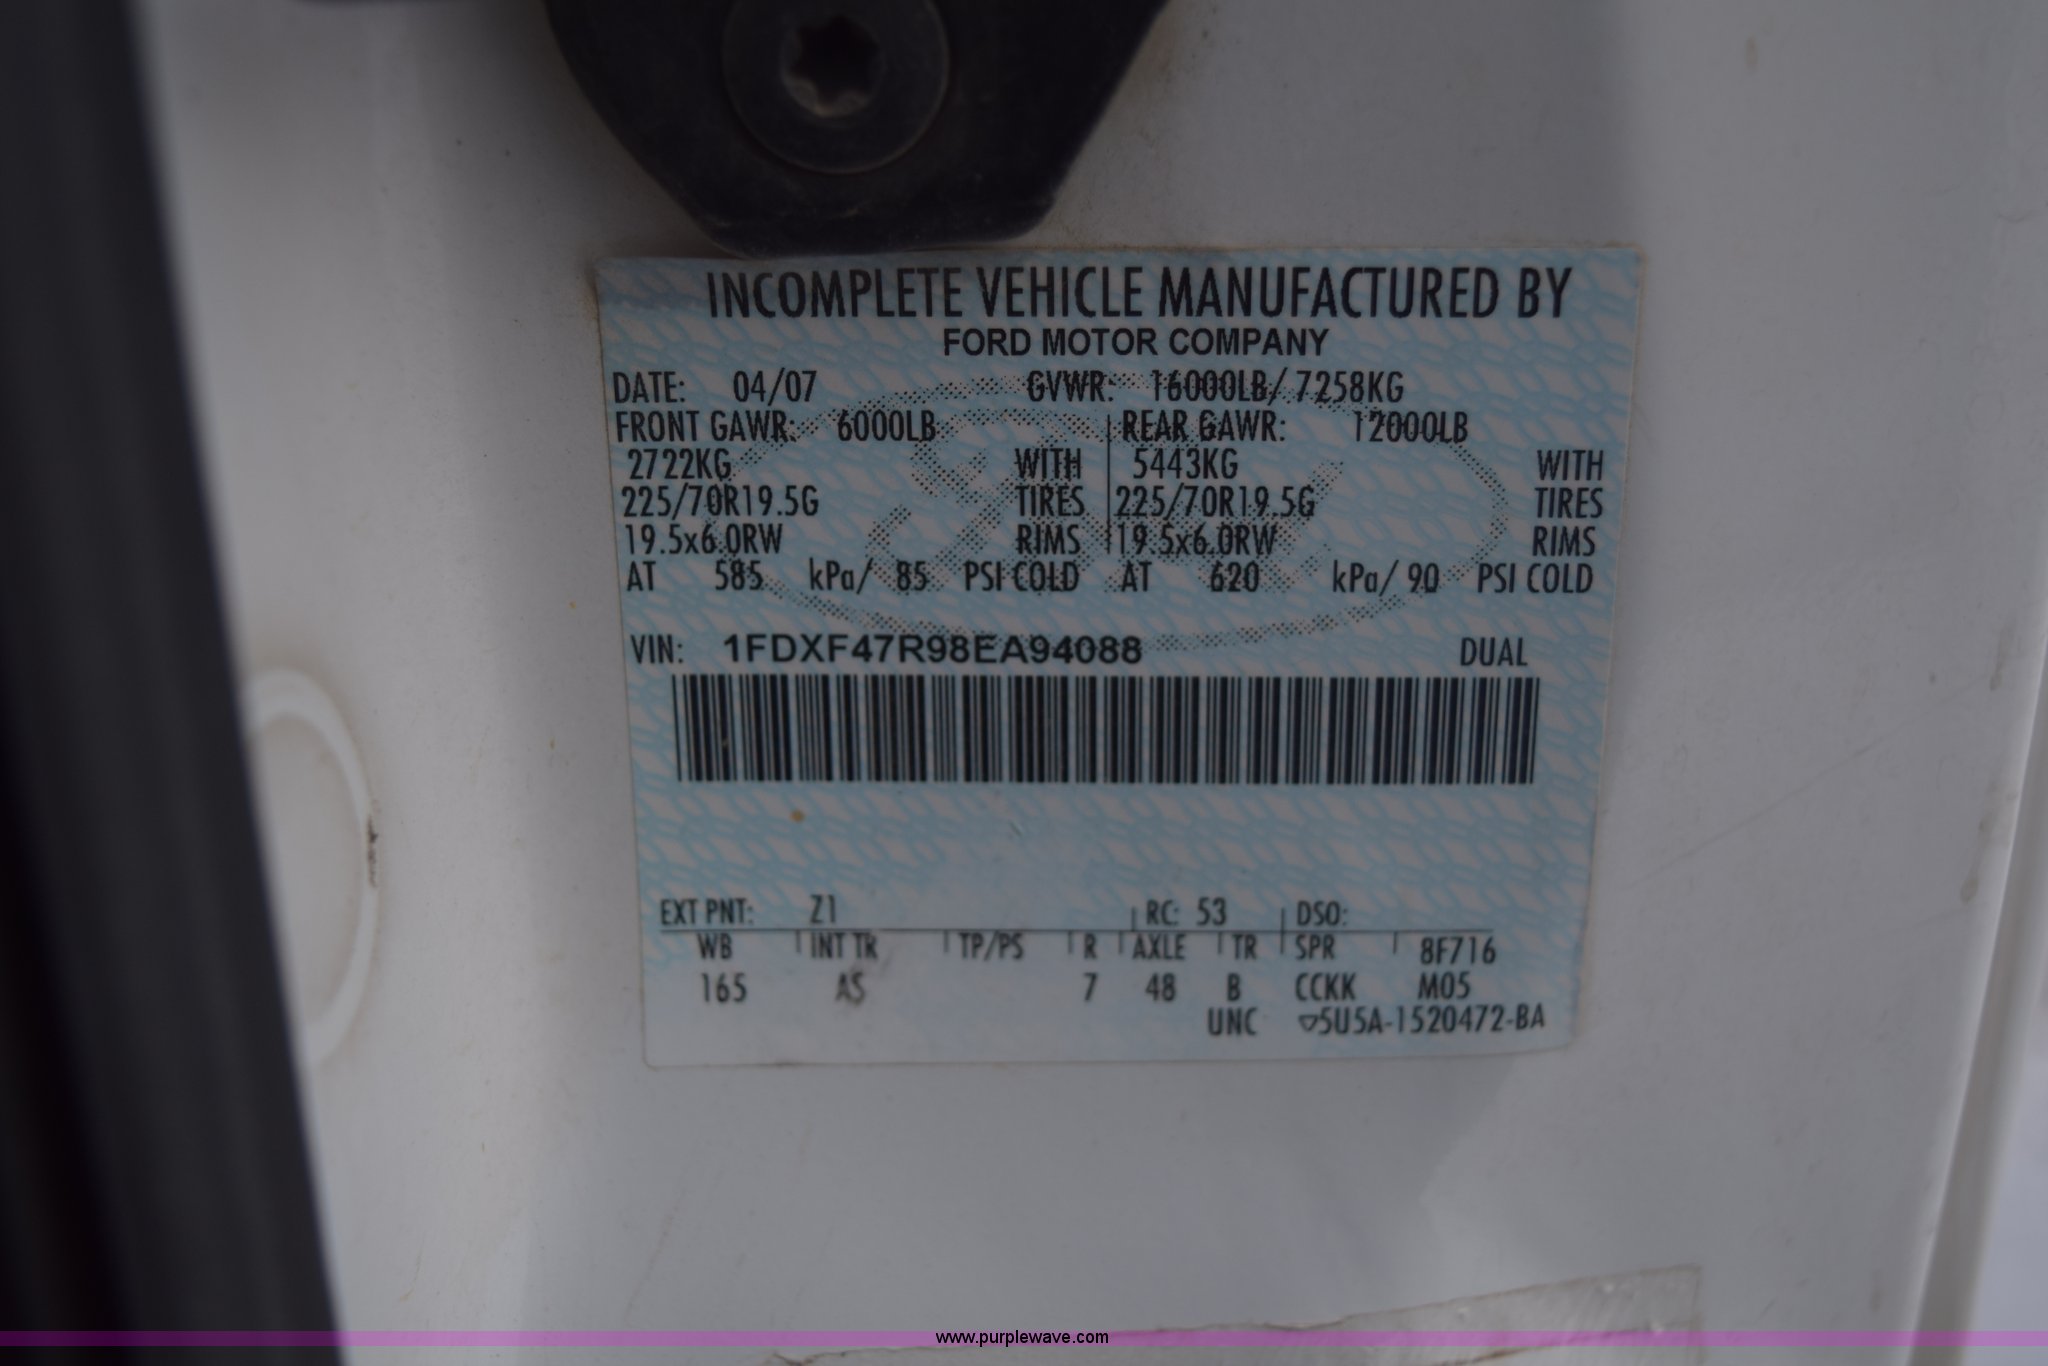 INCOMPLETE VEHICLE MANUFACTURED BY
FORD MOTOR COMPANY
DATE: 04/07 GVWR: 16000LB/ 7258KG
FRONT GAWR: 6000LB REAR GAWR: 12000LB
2722KG WITH 5443KG WITH
225/70R19.5G TIRES 225/70R19.5G TIRES
19.5x6.0RW RIMS 19.5x6.0RW RIMS
AT 585 kPa/ 85 PSI COLD AT 620 kPa/ 90 PSI COLD
VIN: 1FDXF47R98EA94088 DUAL
EXT PNT: Z1 RC: 53 DSO:
WB INT TR TP/PS R AXLE TR SPR 8F716
165 AS 7 48 B CCKK M05
UNC ▽5U5A-1520472-BA
www.purplewave.com